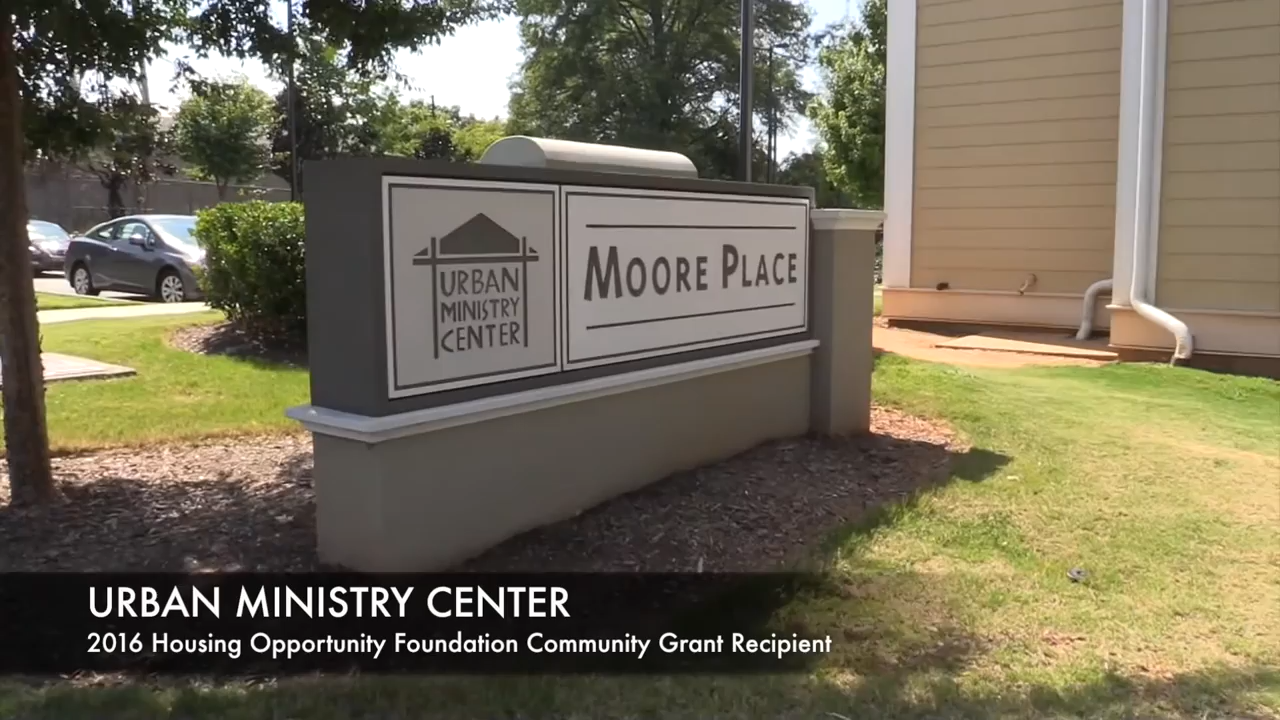 URBAN
MINISTRY
CENTER
MOORE PLACE
URBAN MINISTRY CENTER
2016 Housing Opportunity Foundation Community Grant Recipient